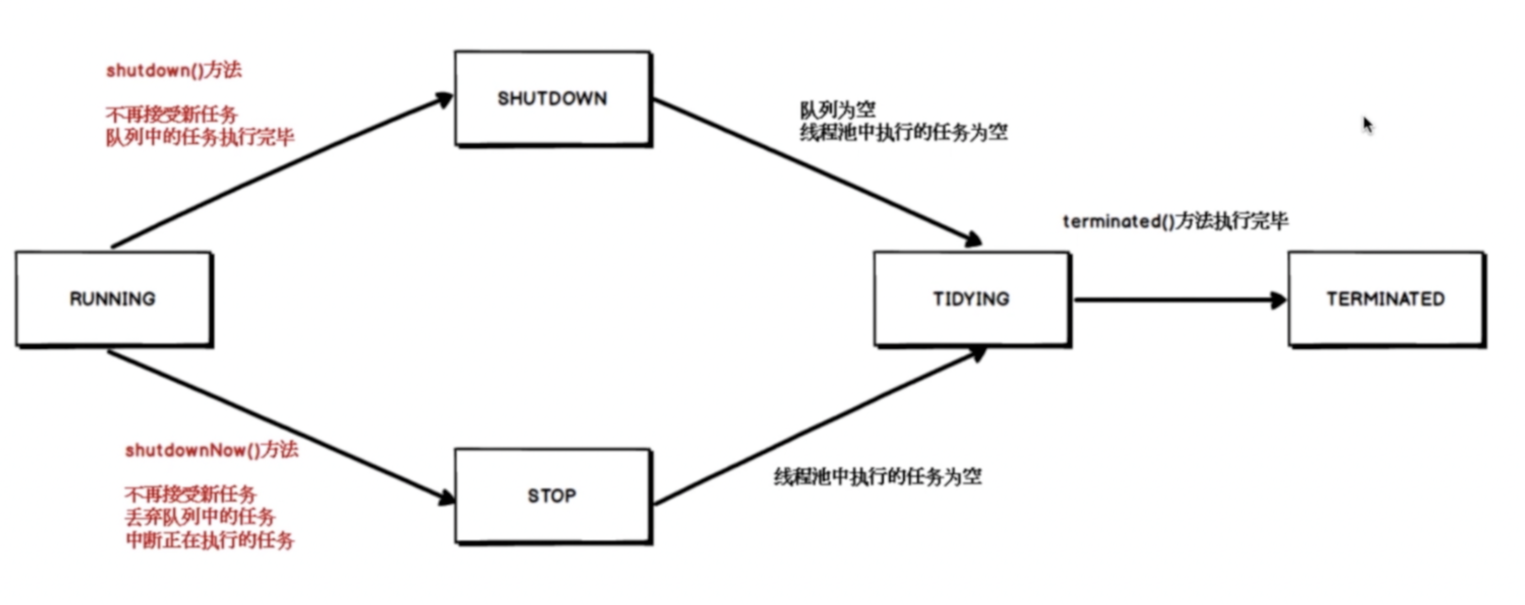 shutdown()方法
不再接受新任务
队列中的任务执行完毕
SHUTDOWN
队列为空
线程池中执行的任务为空
terminated()方法执行完毕
RUNNING
TIDYING
TERMINATED
shutdownNow()方法
不再接受新任务
丢弃队列中的任务
中断正在执行的任务
STOP
线程池中执行的任务为空